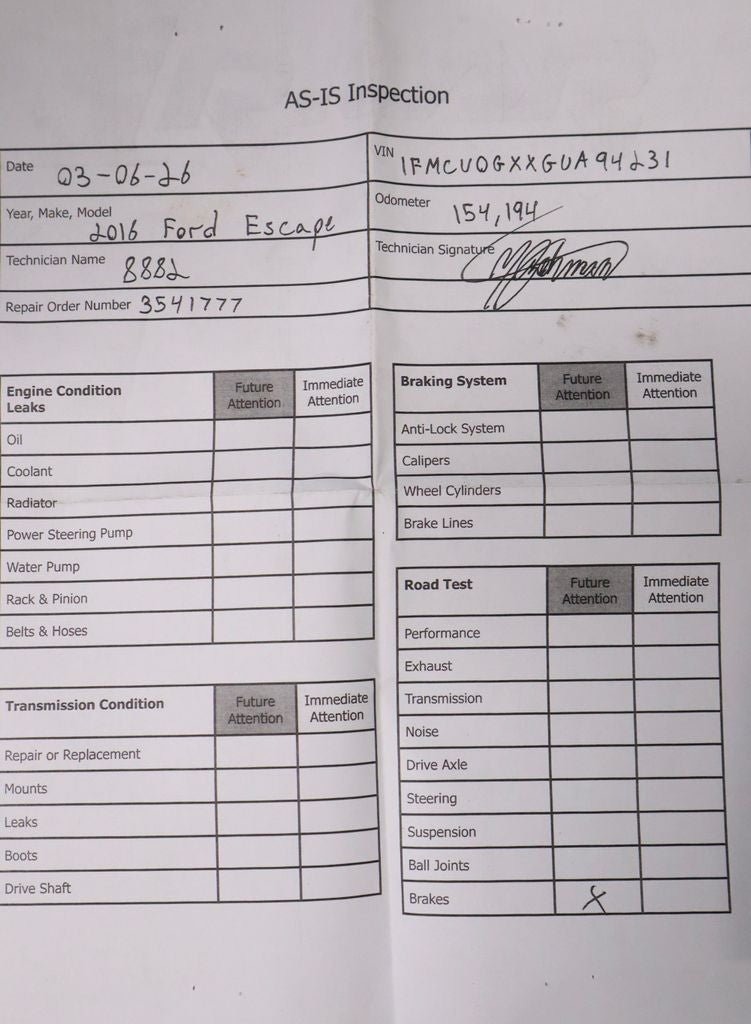 AS-IS Inspection
Date 03-06-26
VIN 1FMCU0GXXGUA94231
Year, Make, Model 2016 Ford Escape
Odometer 154,194
Technician Name 8882
Technician Signature
Repair Order Number 3541777
Engine Condition Leaks Future Attention Immediate Attention
Oil
Coolant
Radiator
Power Steering Pump
Water Pump
Rack & Pinion
Belts & Hoses
Transmission Condition Future Attention Immediate Attention
Repair or Replacement
Mounts
Leaks
Boots
Drive Shaft
Braking System Future Attention Immediate Attention
Anti-Lock System
Calipers
Wheel Cylinders
Brake Lines
Road Test Future Attention Immediate Attention
Performance
Exhaust
Transmission
Noise
Drive Axle
Steering
Suspension
Ball Joints
Brakes X